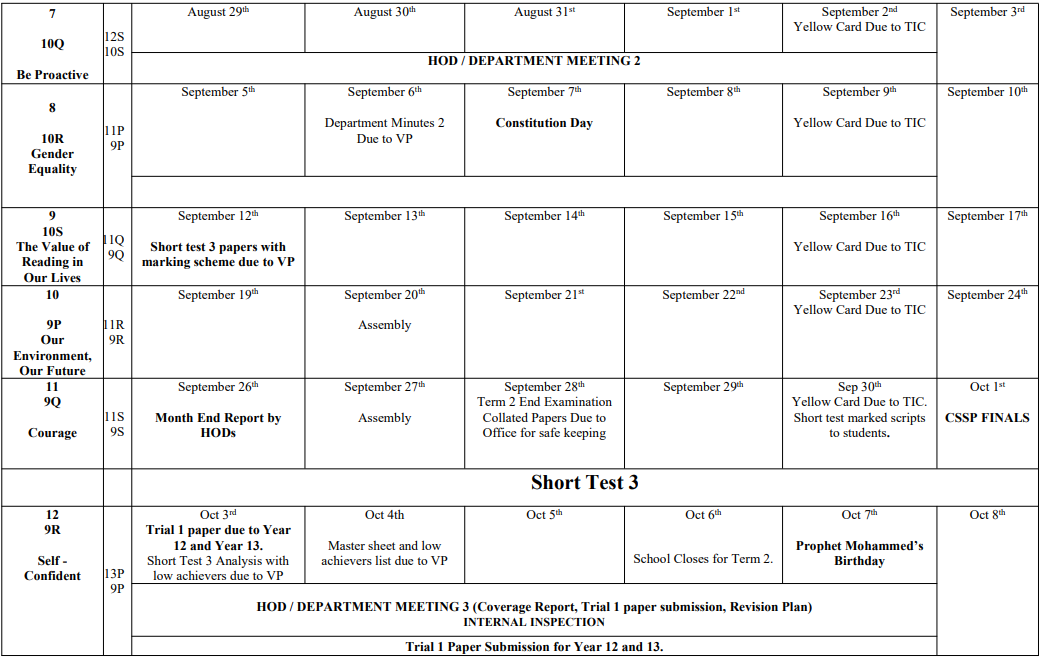 7
10Q
Be Proactive
12S
10S
August 29th
August 30th
August 31st
September 1st
September 2nd
Yellow Card Due to TIC
September 3rd
HOD / DEPARTMENT MEETING 2
8
10R
Gender
Equality
11P
9P
September 5th
September 6th
Department Minutes 2
Due to VP
September 7th
Constitution Day
September 8th
September 9th
Yellow Card Due to TIC
September 10th
9
10S
The Value of
Reading in
Our Lives
11Q
9Q
September 12th
Short test 3 papers with
marking scheme due to VP
September 13th
September 14th
September 15th
September 16th
Yellow Card Due to TIC
September 17th
10
9P
Our
Environment,
Our Future
11R
9R
September 19th
September 20th
Assembly
September 21st
September 22nd
September 23rd
Yellow Card Due to TIC
September 24th
11
9Q
Courage
11S
9S
September 26th
Month End Report by
HODs
September 27th
Assembly
September 28th
Term 2 End Examination
Collated Papers Due to
Office for safe keeping
September 29th
Sep 30th
Yellow Card Due to TIC.
Short test marked scripts
to students.
Oct 1st
CSSP FINALS
Short Test 3
12
9R
Self -
Confident
13P
9P
Oct 3rd
Trial 1 paper due to Year
12 and Year 13.
Short Test 3 Analysis with
low achievers due to VP
Oct 4th
Master sheet and low
achievers list due to VP
Oct 5th
Oct 6th
School Closes for Term 2.
Oct 7th
Prophet Mohammed's
Birthday
Oct 8th
HOD / DEPARTMENT MEETING 3 (Coverage Report, Trial 1 paper submission, Revision Plan)
INTERNAL INSPECTION
Trial 1 Paper Submission for Year 12 and 13.